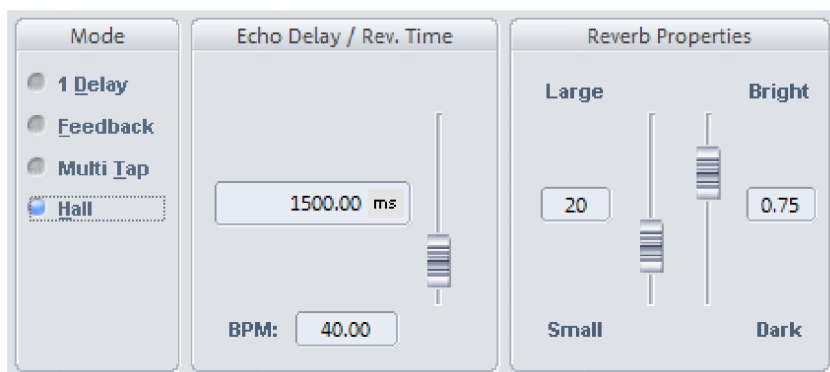 Mode
1 Delay
Feedback
Multi Tap
Hall
Echo Delay / Rev. Time
1500.00 ms
BPM: 40.00
Reverb Properties
Large Bright
20 0.75
Small Dark